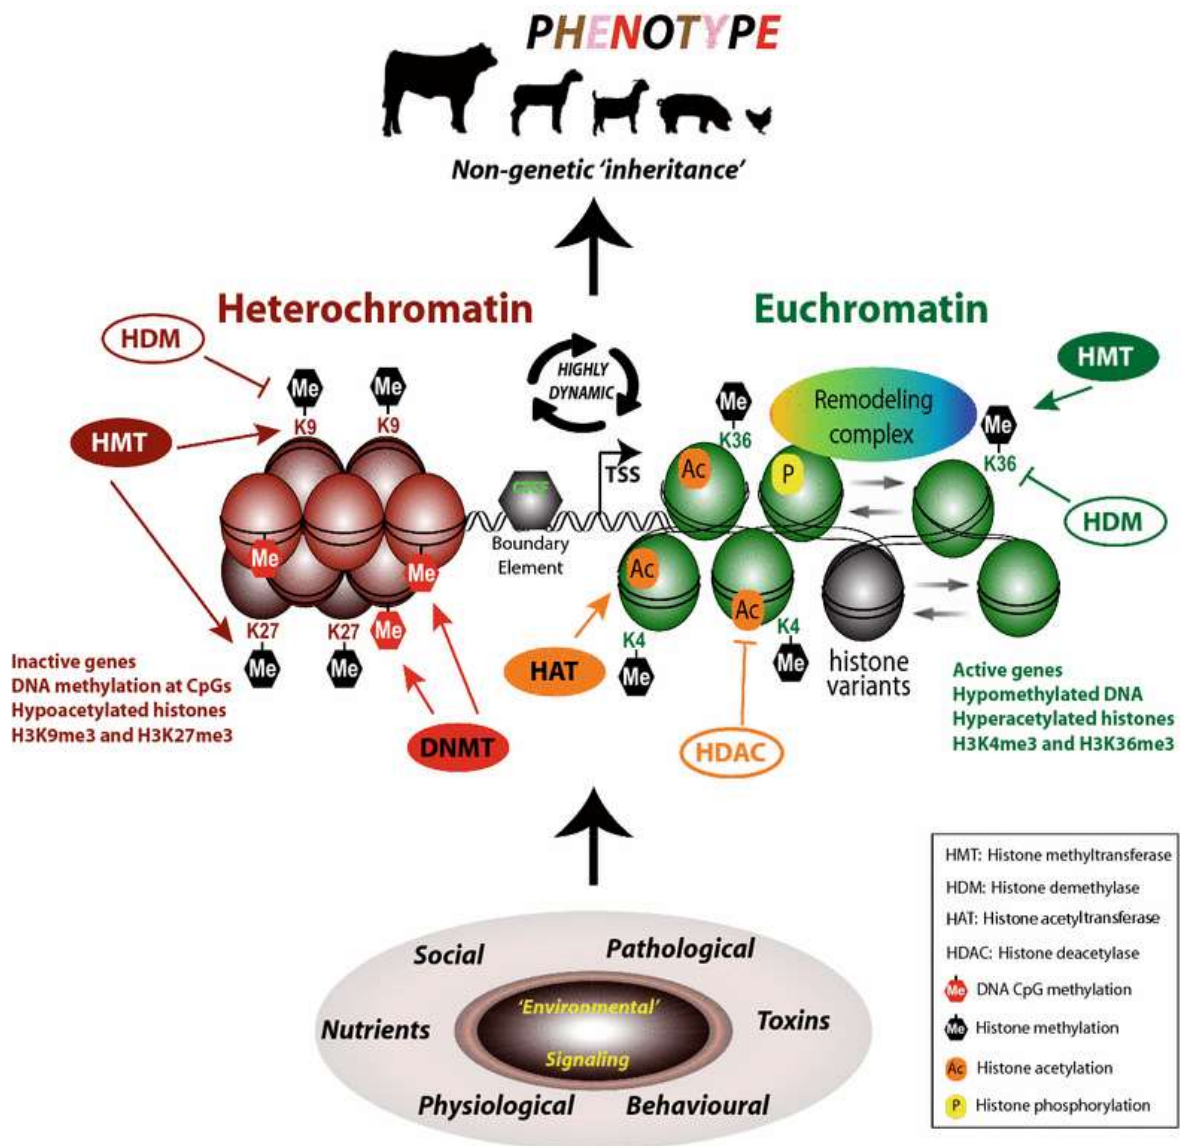 PHENOTYPE
Non-genetic 'inheritance'
Heterochromatin
Euchromatin
HDM
Me
Me
K9
K9
HMT
HIGHLY
DYNAMIC
Me
K36
Remodeling
complex
HMT
Me
K36
TSS
Ac
P
HDM
CTCF
Boundary
Element
Me
Me
Me
Ac
Ac
K27
K27
Me
Me
K4
Me
K4
Me
HAT
DNMT
HDAC
histone
variants
Inactive genes
DNA methylation at CpGs
Hypoacetylated histones
H3K9me3 and H3K27me3
Active genes
Hypomethylated DNA
Hyperacetylated histones
H3K4me3 and H3K36me3
HMT: Histone methyltransferase
HDM: Histone demethylase
HAT: Histone acetyltransferase
HDAC: Histone deacetylase
Me DNA CpG methylation
Me Histone methylation
Ac Histone acetylation
P Histone phosphorylation
Social
Pathological
Nutrients
'Environmental'
Signaling
Toxins
Physiological
Behavioural